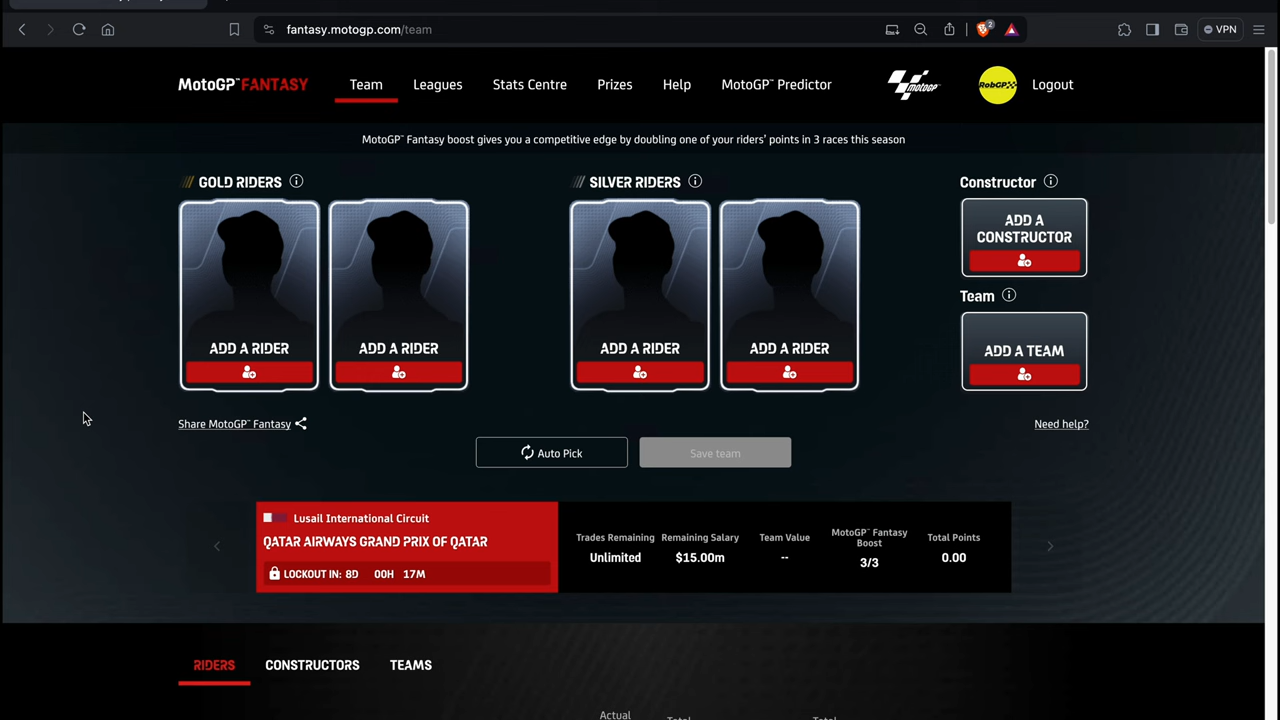 fantasy.motogp.com/team
2
VPN
MotoGP™ FANTASY
Team
Leagues
Stats Centre
Prizes
Help
MotoGP™ Predictor
motogp
RobGP
Logout
MotoGP™ Fantasy boost gives you a competitive edge by doubling one of your riders' points in 3 races this season
GOLD RIDERS
SILVER RIDERS
Constructor
ADD A RIDER
ADD A RIDER
ADD A RIDER
ADD A RIDER
ADD A
CONSTRUCTOR
Team
ADD A TEAM
Share MotoGP™ Fantasy
Need help?
Auto Pick
Save team
Lusail International Circuit
QATAR AIRWAYS GRAND PRIX OF QATAR
LOCKOUT IN: 8D 00H 17M
Trades Remaining
Unlimited
Remaining Salary
$15.00m
Team Value
--
MotoGP™ Fantasy
Boost
3/3
Total Points
0.00
RIDERS
CONSTRUCTORS
TEAMS
Actual